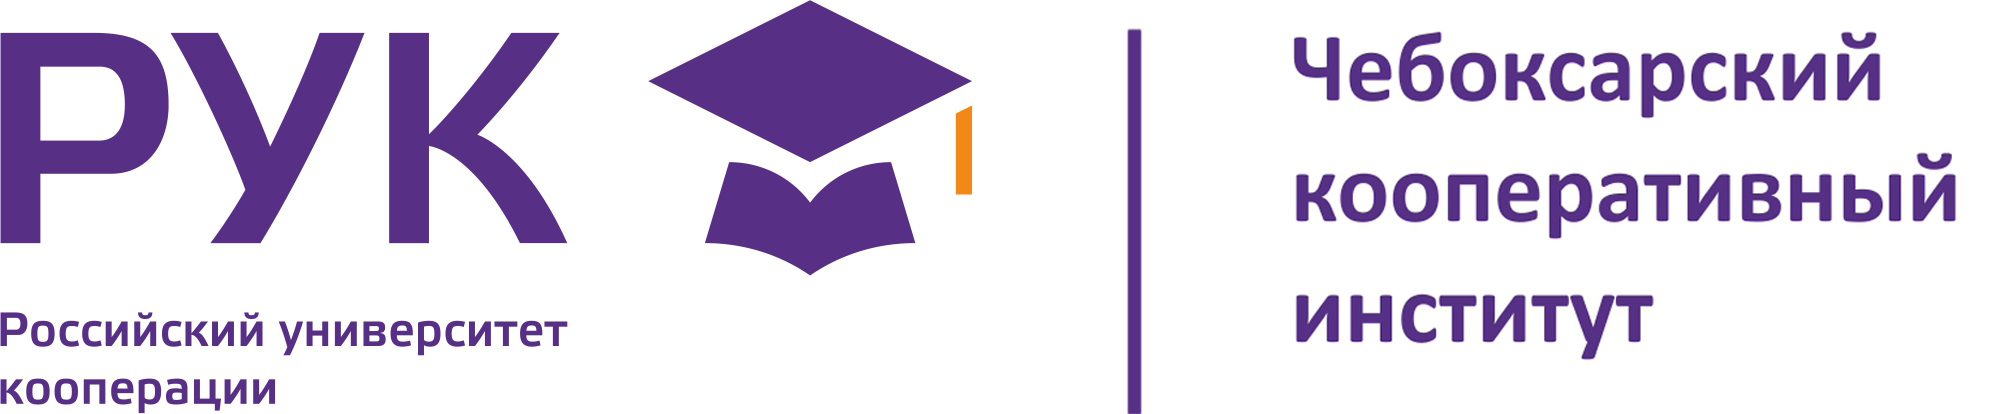 РУК
Российский университет
кооперации
Чебоксарский
кооперативный
институт